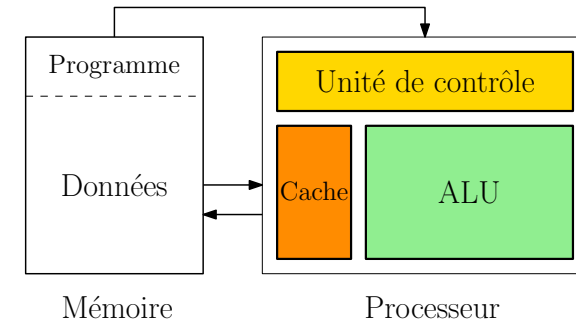 Programme
Unité de contrôle
Données
Cache
ALU
Mémoire
Processeur